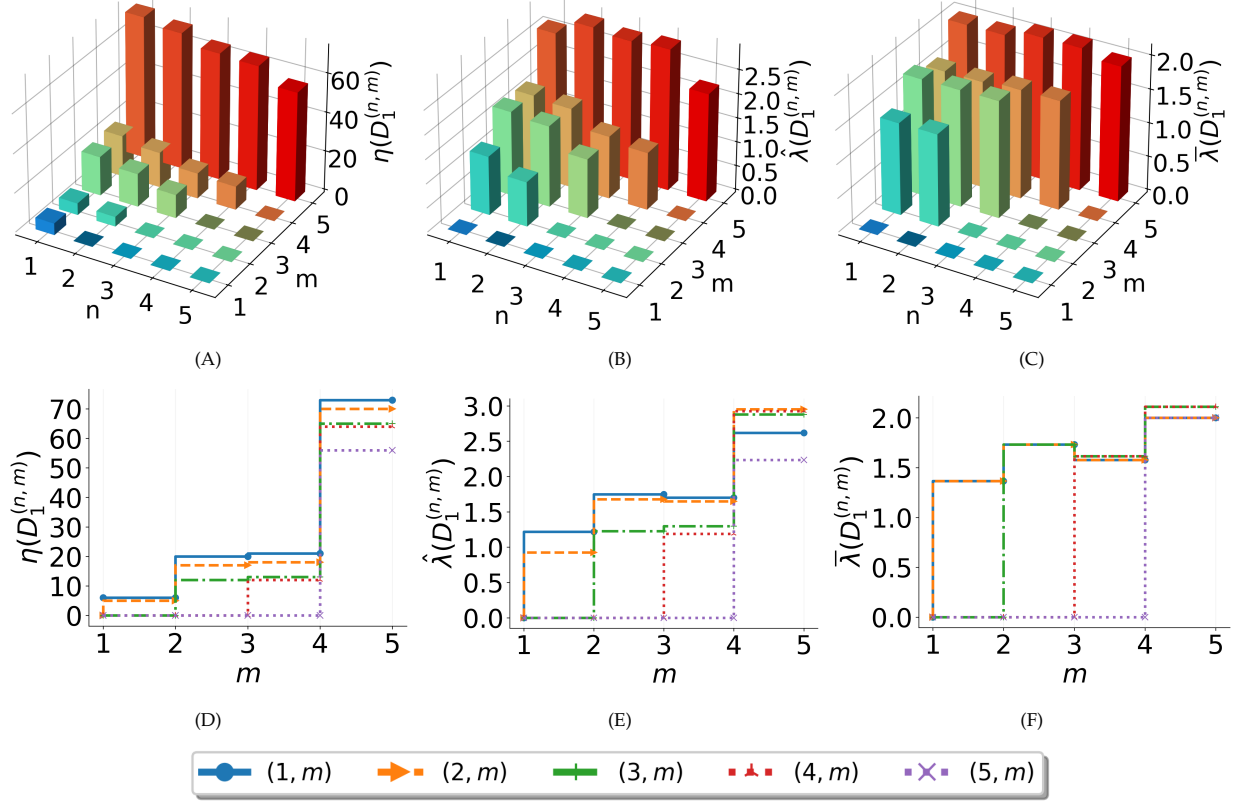 60
40
20
0
η(D₁⁽ⁿ, ᵐ⁾)
1
2
3
4
5
n
1
2
3
4
5
m
(A)
2.5
2.0
1.5
1.0
0.5
0.0
λ̂(D₁⁽ⁿ, ᵐ⁾)
1
2
3
4
5
n
1
2
3
4
5
m
(B)
2.0
1.5
1.0
0.5
0.0
λ̅(D₁⁽ⁿ, ᵐ⁾)
1
2
3
4
5
n
1
2
3
4
5
m
(C)
η(D₁⁽ⁿ, ᵐ⁾)
70
60
50
40
30
20
10
0
1 2 3 4 5
m
(D)
λ̂(D₁⁽ⁿ, ᵐ⁾)
3.0
2.5
2.0
1.5
1.0
0.5
0.0
1 2 3 4 5
m
(E)
λ̅(D₁⁽ⁿ, ᵐ⁾)
2.0
1.5
1.0
0.5
0.0
1 2 3 4 5
m
(F)
(1, m) (2, m) (3, m) (4, m) (5, m)